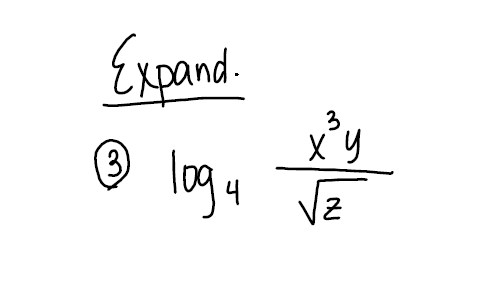 Expand.
③ log₄ x³y / √z